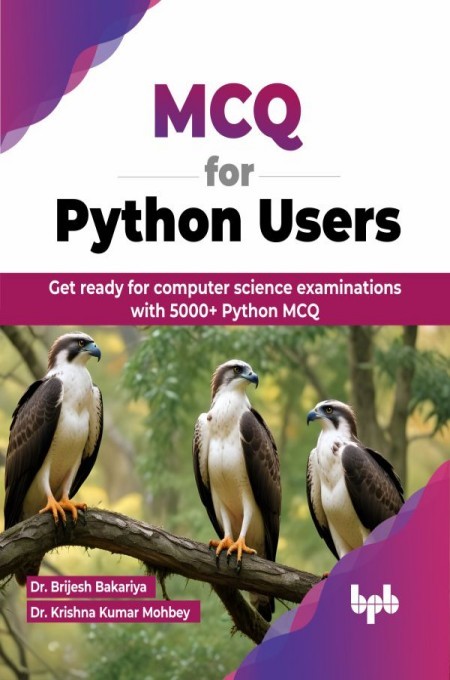 MCQ
for
Python Users
Get ready for computer science examinations
with 5000+ Python MCQ
Dr. Brijesh Bakariya
Dr. Krishna Kumar Mohbey
bpb